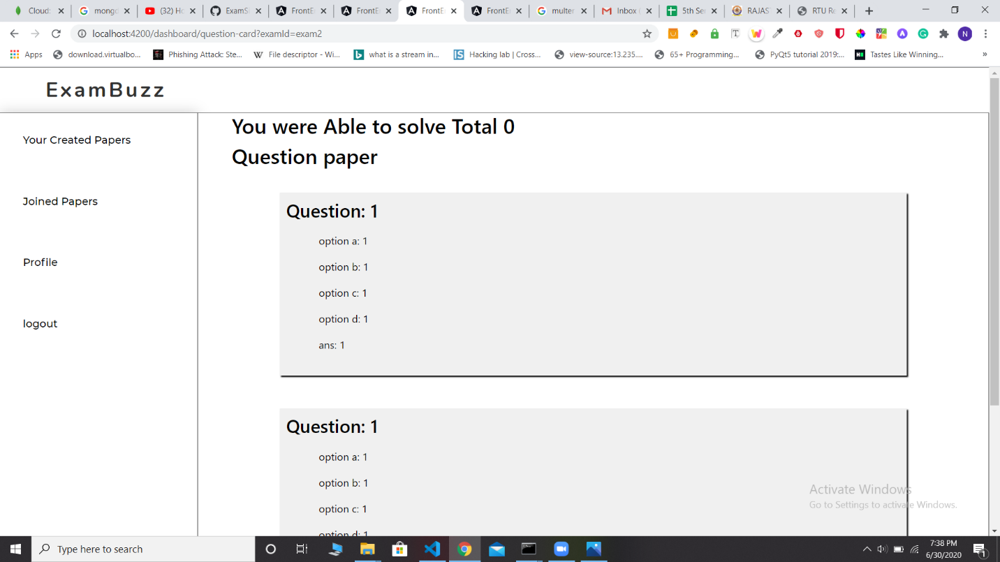 Cloud:
mongo
(32) Ho
ExamS
FrontE
FrontE
FrontE
FrontE
multer
Inbox (
5th Se
RAJAS
RTU Re
localhost:4200/dashboard/question-card?examId=exam2
Apps
download.virtualbo...
Phishing Attack: Ste...
File descriptor - Wi...
what is a stream in...
Hacking lab | Cross...
view-source:13.235....
65+ Programming...
PyQt5 tutorial 2019:...
Tastes Like Winning...
»
ExamBuzz
Your Created Papers
Joined Papers
Profile
logout
You were Able to solve Total 0
Question paper
Question: 1
option a: 1
option b: 1
option c: 1
option d: 1
ans: 1
Question: 1
option a: 1
option b: 1
option c: 1
option d: 1
Activate Windows
Go to Settings to activate Windows.
Type here to search
7:38 PM
6/30/2020
1